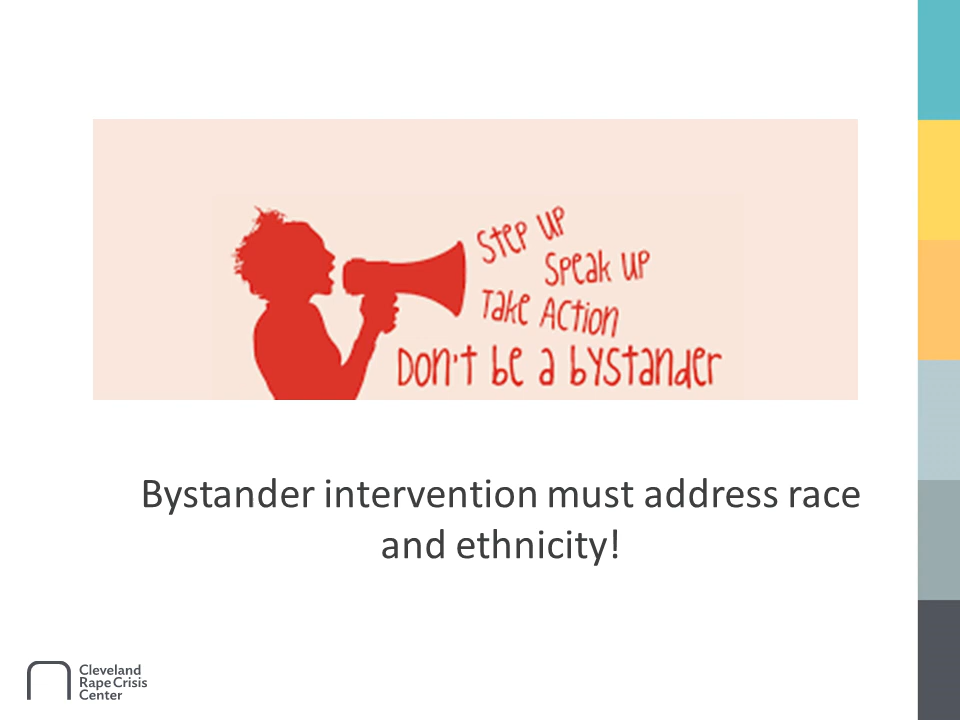 Step up
Speak up
Take Action
Don't be a bystander
Bystander intervention must address race
and ethnicity!
Cleveland
Rape Crisis
Center